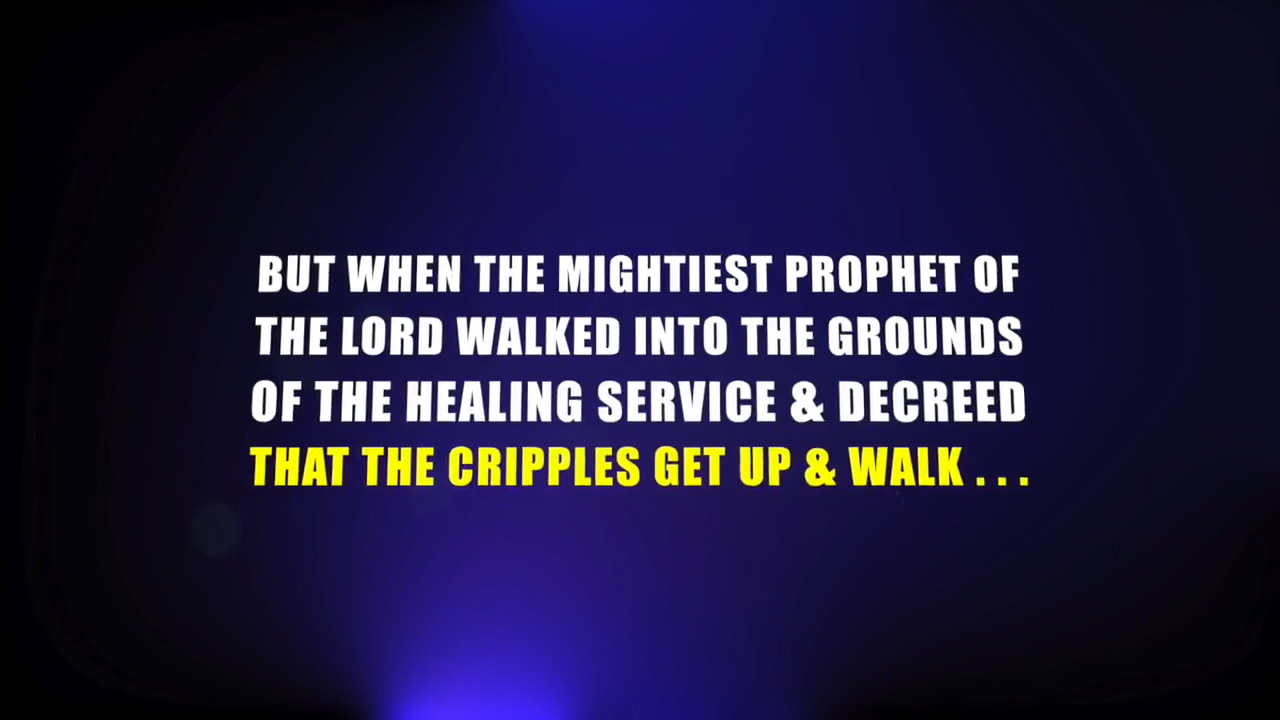 BUT WHEN THE MIGHTIEST PROPHET OF
THE LORD WALKED INTO THE GROUNDS
OF THE HEALING SERVICE & DECREED
THAT THE CRIPPLES GET UP & WALK . . .